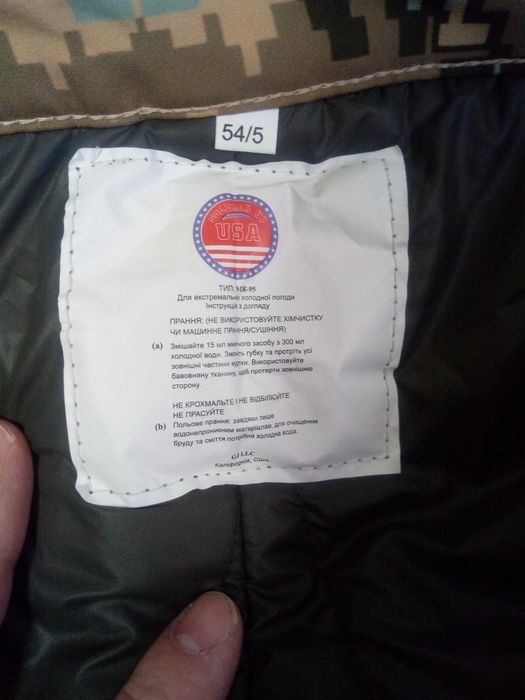 54/5
USA
ТИП: МК-95
Для екстремально холодної погоди
Інструкція з догляду
ПРАННЯ: (НЕ ВИКОРИСТОВУЙТЕ ХІМЧИСТКУ
ЧИ МАШИННЕ ПРАННЯ/СУШІННЯ)
(a) Змішайте 15 мл миючого засобу з 300 мл
холодної води. Змочіть губку та протріть усі
зовнішні частини куртки. Використовуйте
бавовняну тканину, щоб протерти зовнішню
сторону.
НЕ КРОХМАЛЬТЕ І НЕ ВІДБІЛЮЙТЕ
НЕ ПРАСУЙТЕ
(b) Польове прання: завдяки лише
водонепроникним матеріалам, для очищення
бруду та сміття потрібна холодна вода.
GJ LLC
Каліфорнія, США